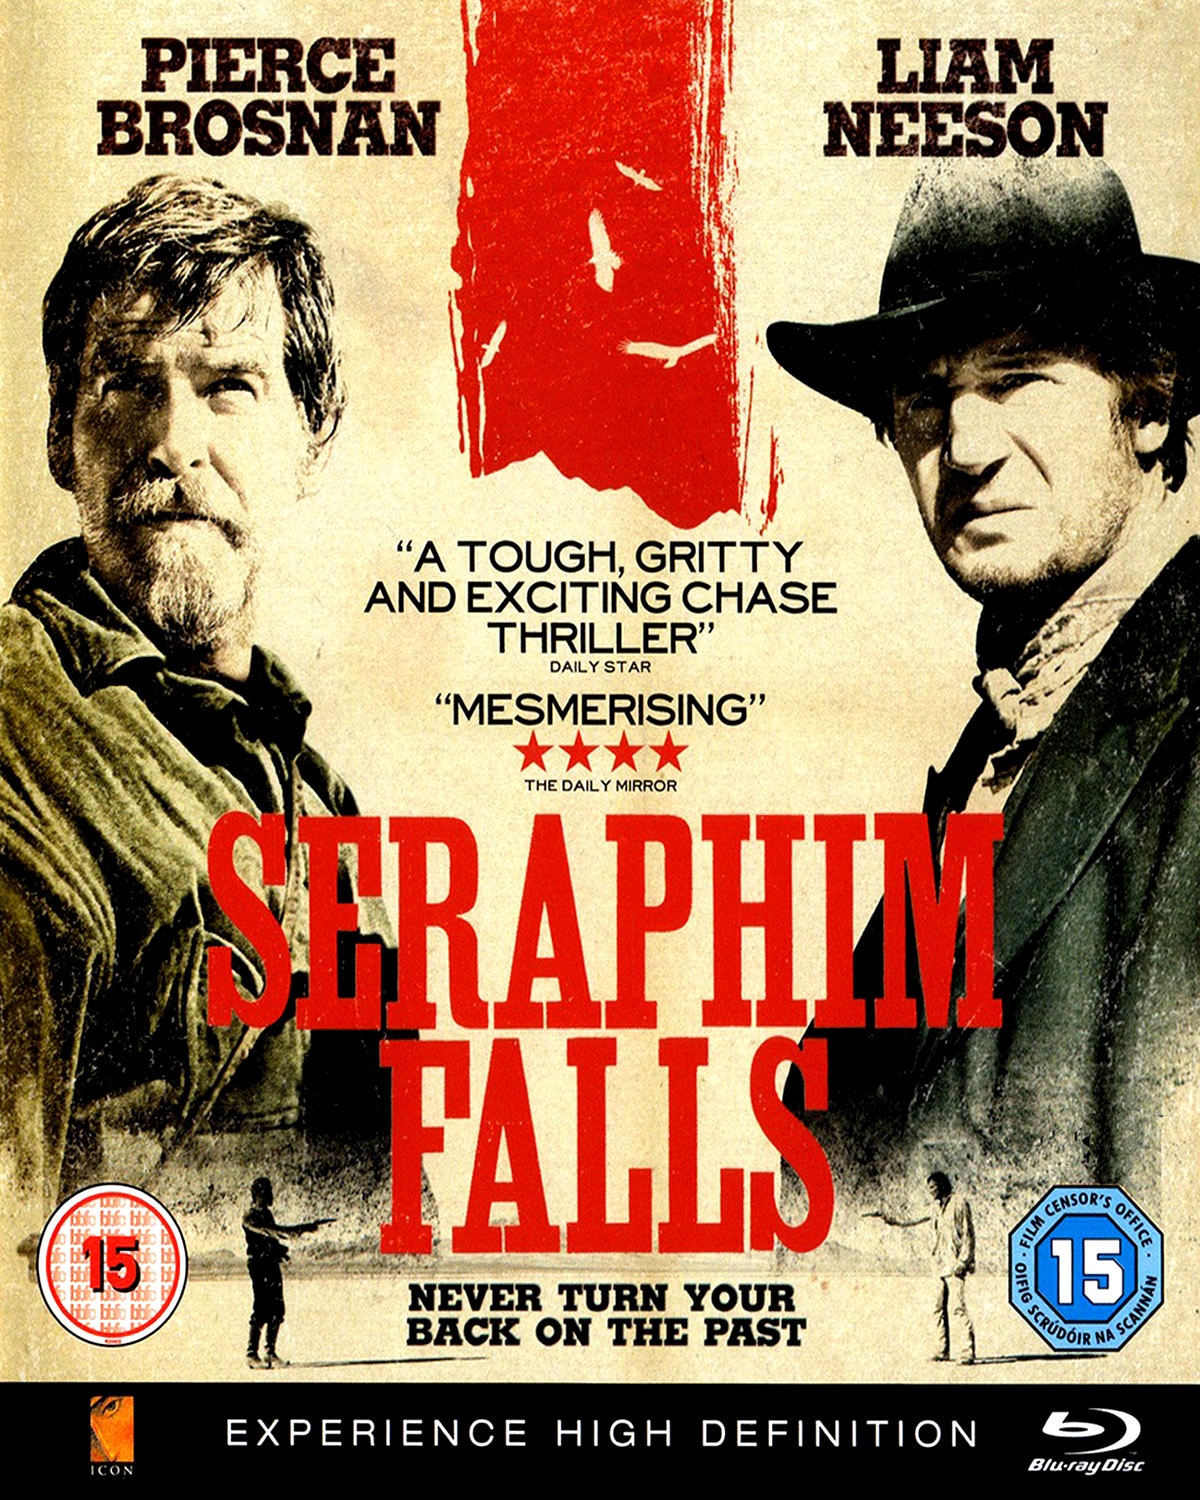 PIERCE
BROSNAN
LIAM
NEESON
“A TOUGH, GRITTY
AND EXCITING CHASE
THRILLER”
DAILY STAR
“MESMERISING”
★★★★
THE DAILY MIRROR
SERAPHIM
FALLS
15
FILM CENSOR'S OFFICE
15
OIFIG SCRÚDÓIR NA SCANNÁN
NEVER TURN YOUR
BACK ON THE PAST
ICON
EXPERIENCE HIGH DEFINITION
Blu-ray Disc